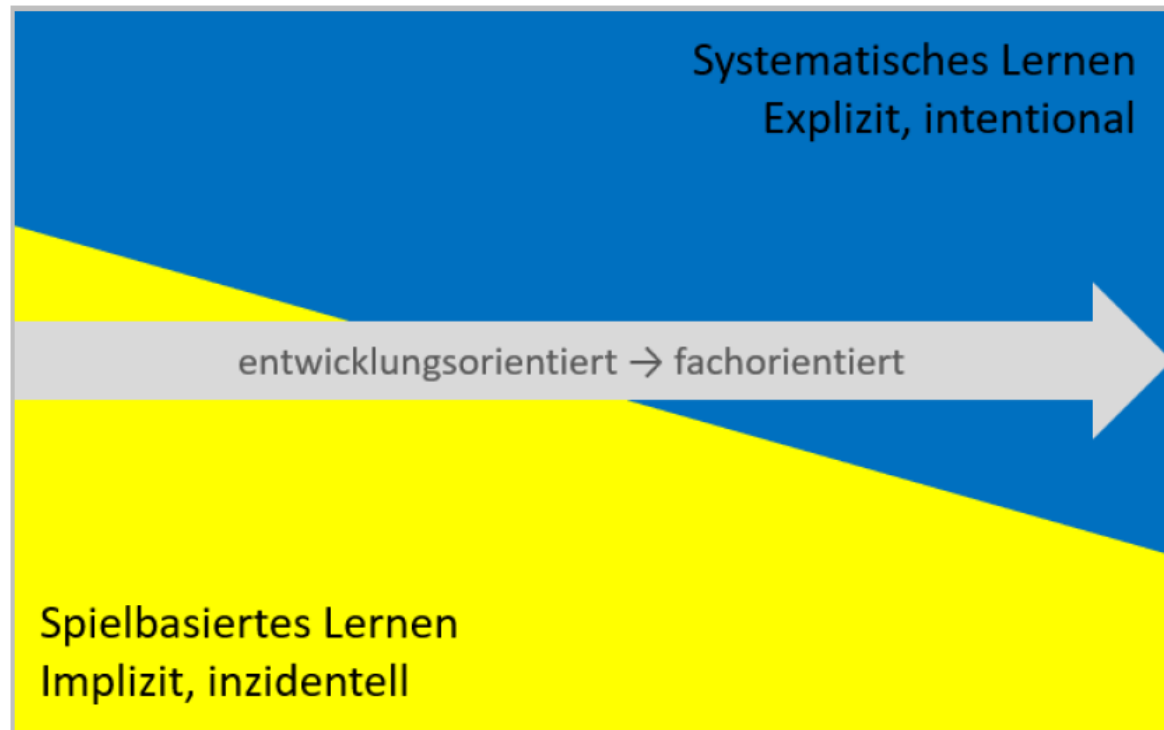 Systematisches Lernen
Explizit, intentional
entwicklungsorientiert → fachorientiert
Spielbasiertes Lernen
Implizit, inzidentell